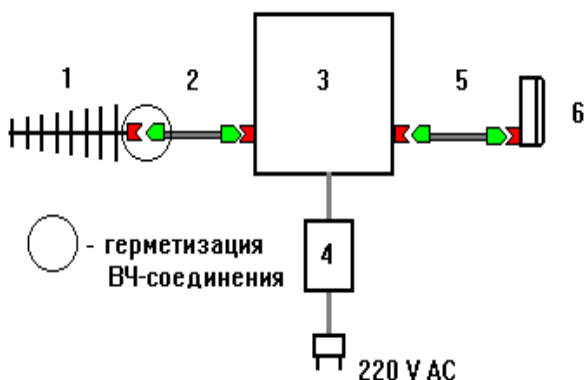 1 2 3 5 6
- герметизация
ВЧ-соединения
4
220 V AC